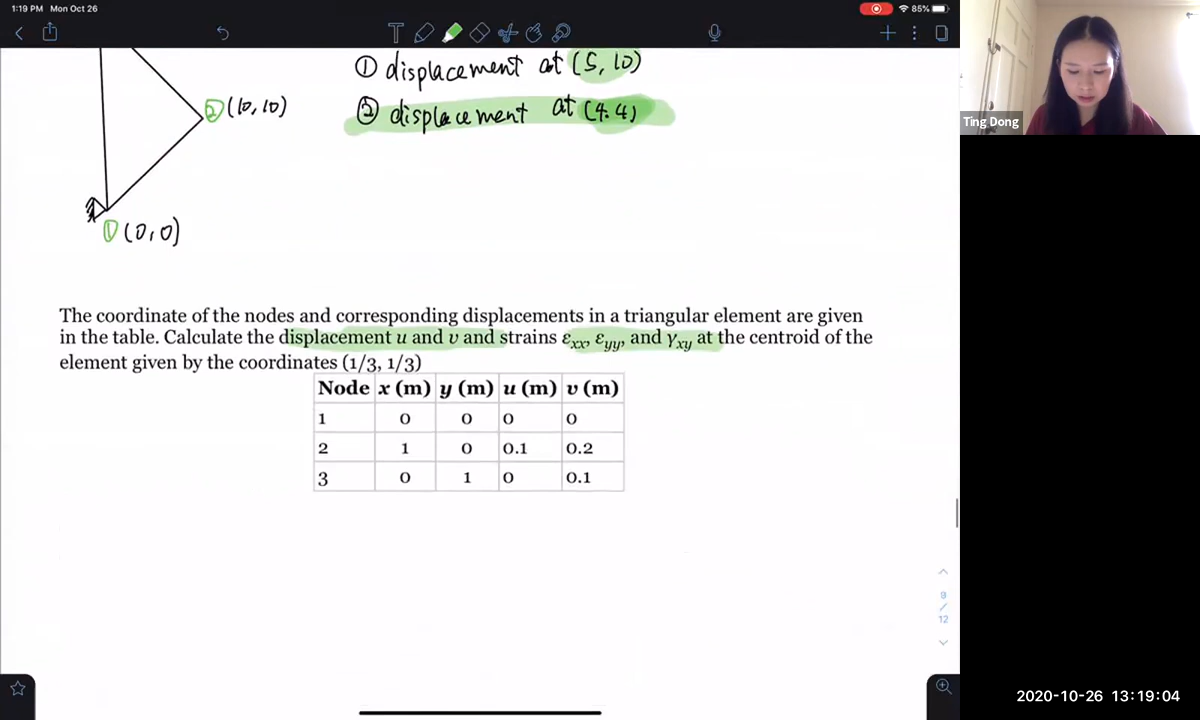 1:19 PM Mon Oct 26
85%
① displacement at (5, 10)
② displacement at (4.4)
② (10, 10)
① (0, 0)
The coordinate of the nodes and corresponding displacements in a triangular element are given
in the table. Calculate the displacement u and v and strains εxx, εyy, and γxy at the centroid of the
element given by the coordinates (1/3, 1/3)
Node x (m) y (m) u (m) v (m)
1 0 0 0 0
2 1 0 0.1 0.2
3 0 1 0 0.1
9
/
12
Ting Dong
2020-10-26 13:19:04